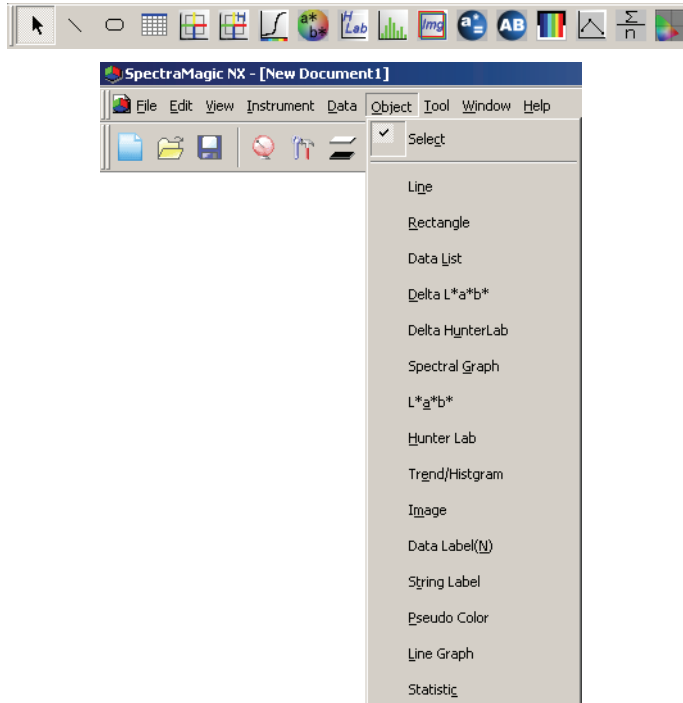 a* b* H Lab Img a* AB Σ n
SpectraMagic NX - [New Document1]
File Edit View Instrument Data Object Tool Window Help
Select
Line
Rectangle
Data List
Delta L*a*b*
Delta HunterLab
Spectral Graph
L*a*b*
Hunter Lab
Trend/Histgram
Image
Data Label(N)
String Label
Pseudo Color
Line Graph
Statistic